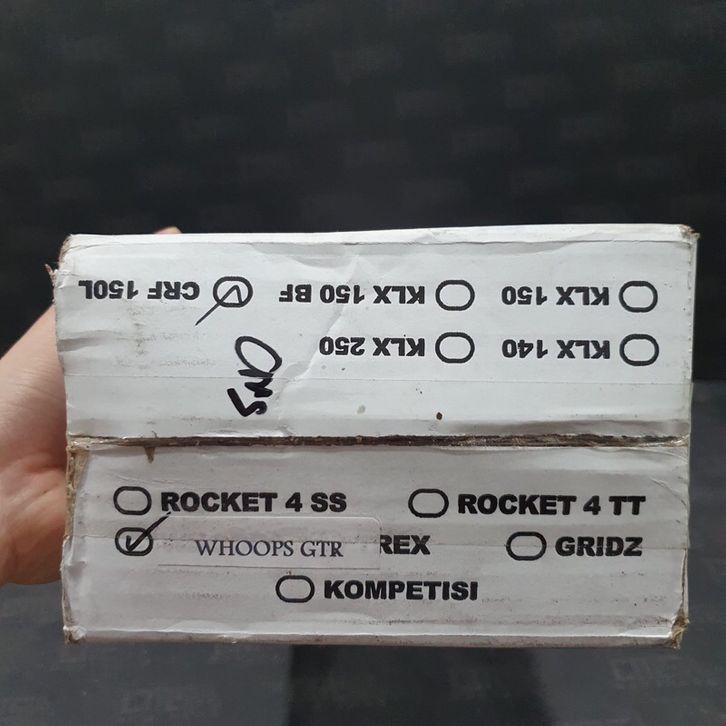 KLX 140 KLX 250
KLX 150 KLX 150 BF CRF 150L
ROCKET 4 SS ROCKET 4 TT
WHOOPS GTR REX GRIDZ
KOMPETISI